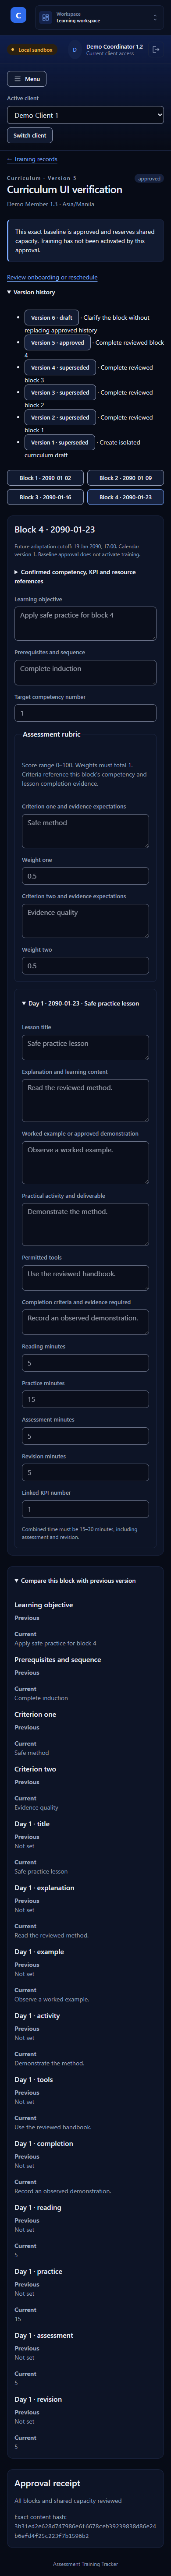 C
Workspace
Learning workspace
Local sandbox
D
Demo Coordinator 1.2
Current client access
Menu
Active client
Demo Client 1
Switch client
← Training records
Curriculum · Version 5
approved
Curriculum UI verification
Demo Member 1.3 · Asia/Manila
This exact baseline is approved and reserves shared
capacity. Training has not been activated by this
approval.
Review onboarding or reschedule
▼ Version history
Version 6 · draft · Clarify the block without
replacing approved history
Version 5 · approved · Complete reviewed block
4
Version 4 · superseded · Complete reviewed
block 3
Version 3 · superseded · Complete reviewed
block 2
Version 2 · superseded · Complete reviewed
block 1
Version 1 · superseded · Create isolated
curriculum draft
Block 1 · 2090-01-02
Block 2 · 2090-01-09
Block 3 · 2090-01-16
Block 4 · 2090-01-23
Block 4 · 2090-01-23
Future adaptation cutoff: 19 Jan 2090, 17:00. Calendar
version 1. Baseline approval does not activate training.
▶ Confirmed competency, KPI and resource
references
Learning objective
Apply safe practice for block 4
Prerequisites and sequence
Complete induction
Target competency number
1
Assessment rubric
Score range 0–100. Weights must total 1.
Criteria reference this block's competency and
lesson completion evidence.
Criterion one and evidence expectations
Safe method
Weight one
0.5
Criterion two and evidence expectations
Evidence quality
Weight two
0.5
▼ Day 1 · 2090-01-23 · Safe practice lesson
Lesson title
Safe practice lesson
Explanation and learning content
Read the reviewed method.
Worked example or approved demonstration
Observe a worked example.
Practical activity and deliverable
Demonstrate the method.
Permitted tools
Use the reviewed handbook.
Completion criteria and evidence required
Record an observed demonstration.
Reading minutes
5
Practice minutes
15
Assessment minutes
5
Revision minutes
5
Linked KPI number
1
Combined time must be 15–30 minutes, including
assessment and revision.
▼ Compare this block with previous version
Learning objective
Previous
Current
Apply safe practice for block 4
Prerequisites and sequence
Previous
Current
Complete induction
Criterion one
Previous
Current
Safe method
Criterion two
Previous
Current
Evidence quality
Day 1 · title
Previous
Not set
Current
Safe practice lesson
Day 1 · explanation
Previous
Not set
Current
Read the reviewed method.
Day 1 · example
Previous
Not set
Current
Observe a worked example.
Day 1 · activity
Previous
Not set
Current
Demonstrate the method.
Day 1 · tools
Previous
Not set
Current
Use the reviewed handbook.
Day 1 · completion
Previous
Not set
Current
Record an observed demonstration.
Day 1 · reading
Previous
Not set
Current
5
Day 1 · practice
Previous
Not set
Current
15
Day 1 · assessment
Previous
Not set
Current
5
Day 1 · revision
Previous
Not set
Current
5
Approval receipt
All blocks and shared capacity reviewed
Exact content hash:
3b31ed2e628d747986e6f6678ceb39239838d86e24
b6efd4f25c223f7b1596b2
Assessment Training Tracker